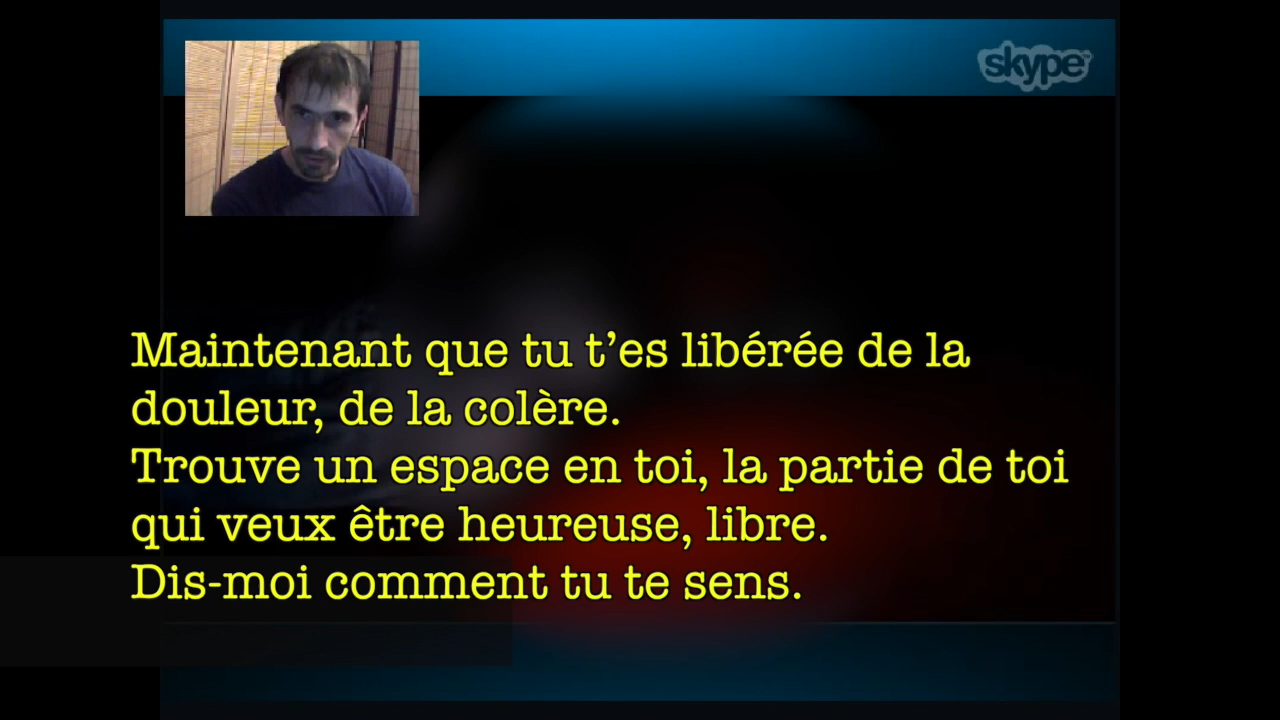 skype™
Maintenant que tu t’es libérée de la
douleur, de la colère.
Trouve un espace en toi, la partie de toi
qui veux être heureuse, libre.
Dis-moi comment tu te sens.